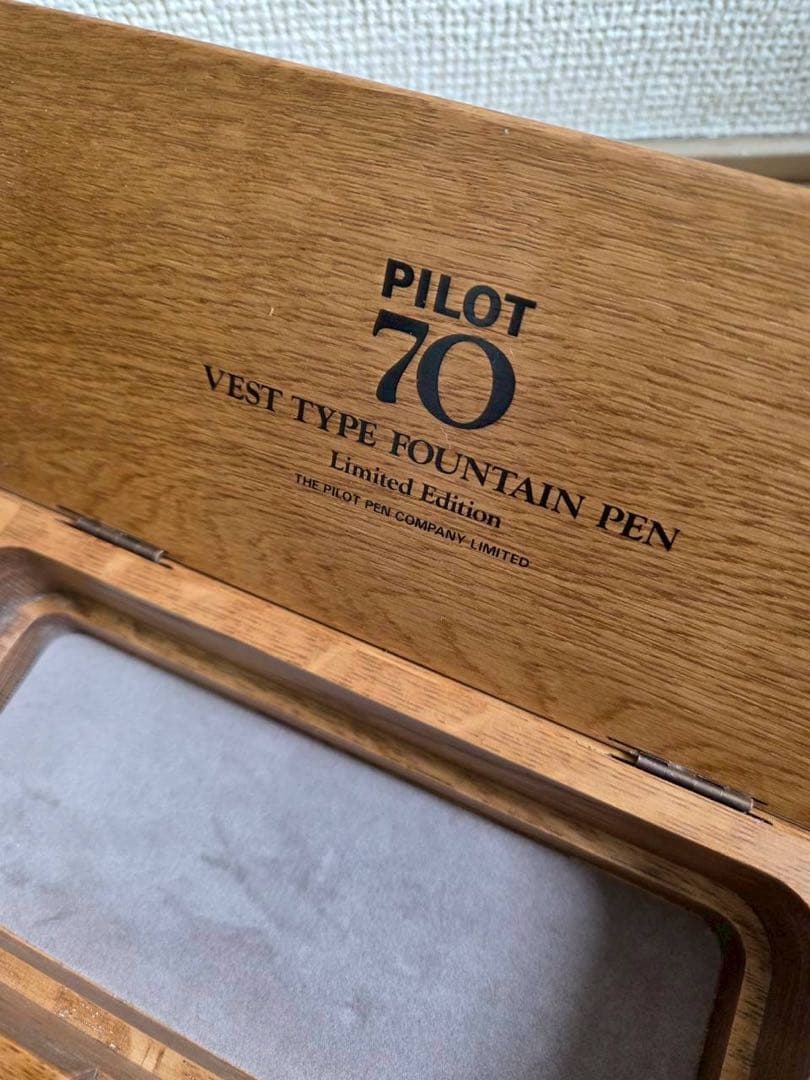 PILOT
70
VEST TYPE FOUNTAIN PEN
Limited Edition
THE PILOT PEN COMPANY LIMITED